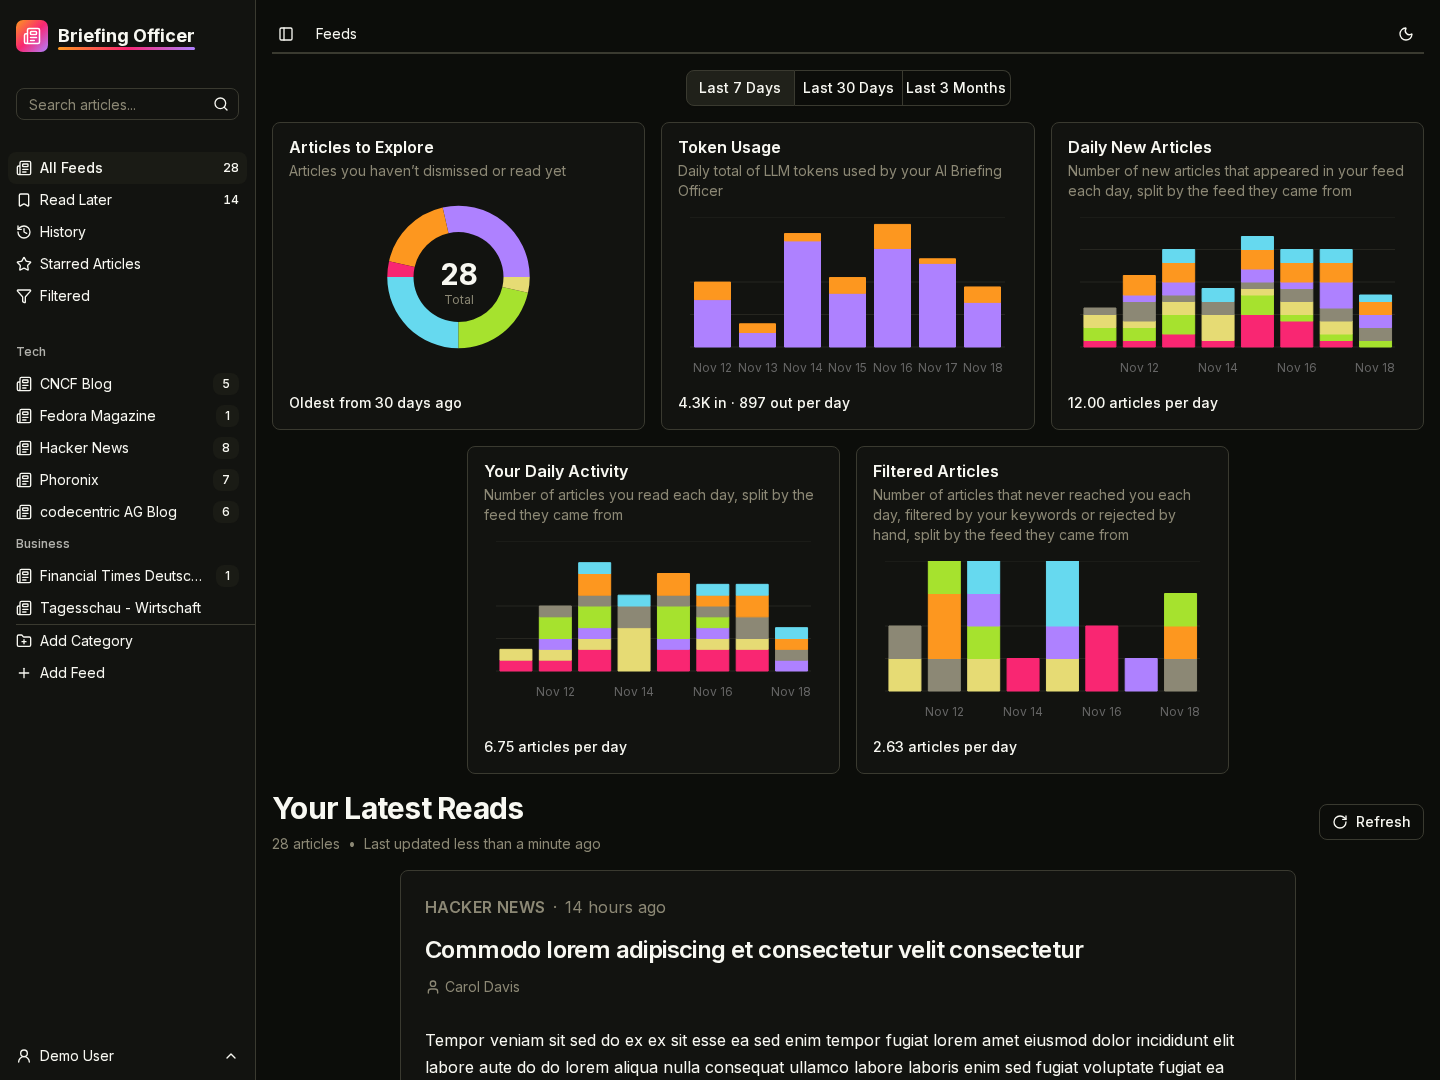 Briefing Officer
Search articles...
All Feeds 28
Read Later 14
History
Starred Articles
Filtered
Tech
CNCF Blog 5
Fedora Magazine 1
Hacker News 8
Phoronix 7
codecentric AG Blog 6
Business
Financial Times Deutsc... 1
Tagesschau - Wirtschaft
Add Category
Add Feed
Demo User
Feeds
Last 7 Days Last 30 Days Last 3 Months
Articles to Explore
Articles you haven’t dismissed or read yet
28
Total
Oldest from 30 days ago
Token Usage
Daily total of LLM tokens used by your AI Briefing
Officer
Nov 12 Nov 13 Nov 14 Nov 15 Nov 16 Nov 17 Nov 18
4.3K in · 897 out per day
Daily New Articles
Number of new articles that appeared in your feed
each day, split by the feed they came from
Nov 12 Nov 14 Nov 16 Nov 18
12.00 articles per day
Your Daily Activity
Number of articles you read each day, split by the
feed they came from
Nov 12 Nov 14 Nov 16 Nov 18
6.75 articles per day
Filtered Articles
Number of articles that never reached you each
day, filtered by your keywords or rejected by
hand, split by the feed they came from
Nov 12 Nov 14 Nov 16 Nov 18
2.63 articles per day
Your Latest Reads
28 articles • Last updated less than a minute ago
Refresh
HACKER NEWS · 14 hours ago
Commodo lorem adipiscing et consectetur velit consectetur
Carol Davis
Tempor veniam sit sed do ex ex sit esse ea sed enim tempor fugiat lorem amet eiusmod dolor incididunt elit
labore aute do do lorem aliqua nulla consequat ullamco labore laboris enim sed fugiat voluptate fugiat ea